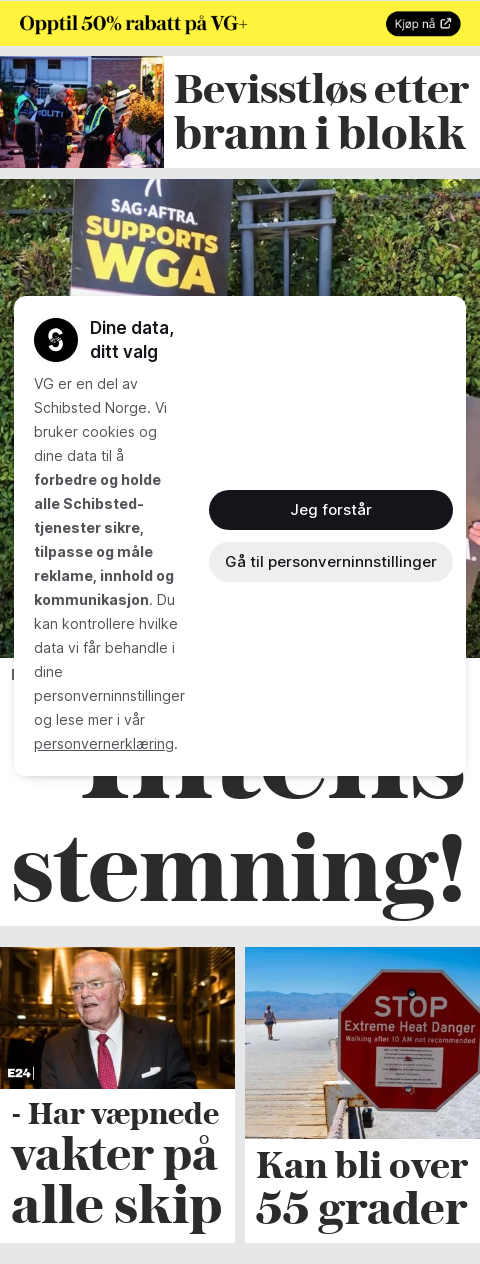 Opptil 50% rabatt på VG+
Kjøp nå
POLITI
Bevisstløs etter
brann i blokk
SAG·AFTRA.
SUPPORTS
WGA
Dine data,
ditt valg
VG er en del av
Schibsted Norge. Vi
bruker cookies og
dine data til å
forbedre og holde
alle Schibsted-
tjenester sikre,
tilpasse og måle
reklame, innhold og
kommunikasjon. Du
kan kontrollere hvilke
data vi får behandle i
dine
personverninnstillinger
og lese mer i vår
personvernerklæring.
Jeg forstår
Gå til personverninnstillinger
Intens
stemning!
E24
- Har væpnede
vakter på
alle skip
STOP
Extreme Heat Danger
Walking after 10 AM not recommended
Kan bli over
55 grader